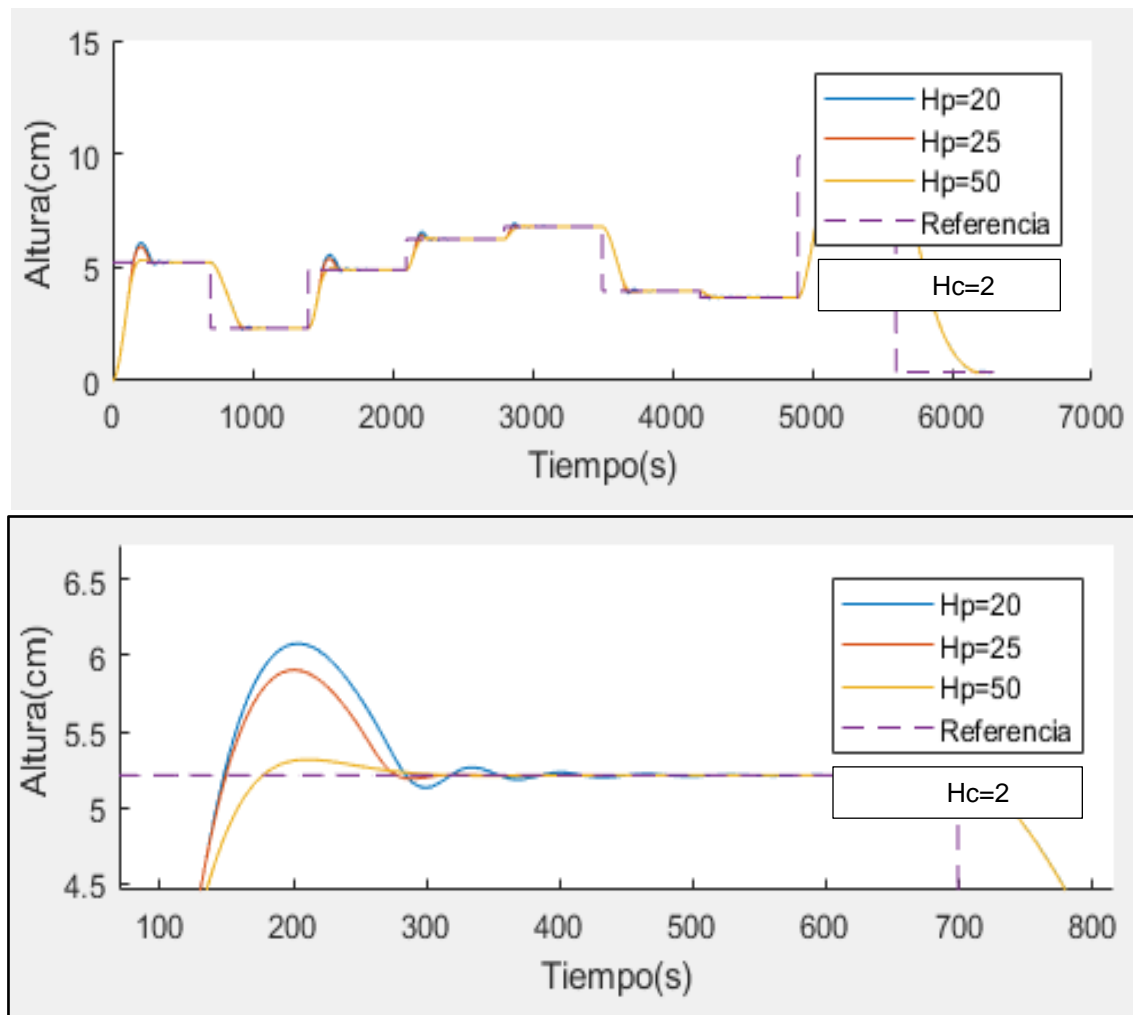 15
10
5
0
Altura(cm)
Hp=20
Hp=25
Hp=50
Referencia
Hc=2
0 1000 2000 3000 4000 5000 6000 7000
Tiempo(s)
6.5
6
5.5
5
4.5
Altura(cm)
Hp=20
Hp=25
Hp=50
Referencia
Hc=2
100 200 300 400 500 600 700 800
Tiempo(s)